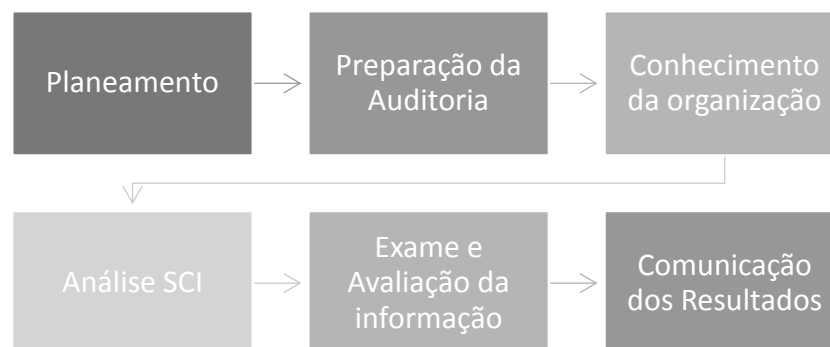 Planeamento
Preparação da
Auditoria
Conhecimento
da organização
Análise SCI
Exame e
Avaliação da
informação
Comunicação
dos Resultados